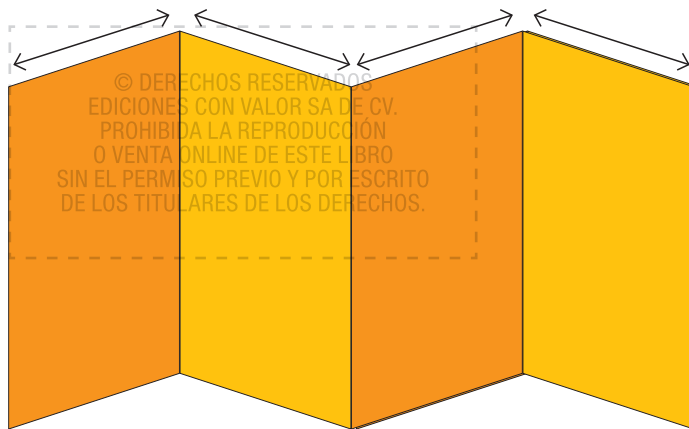 © DERECHOS RESERVADOS
EDICIONES CON VALOR SA DE CV.
PROHIBIDA LA REPRODUCCIÓN
O VENTA ONLINE DE ESTE LIBRO
SIN EL PERMISO PREVIO Y POR ESCRITO
DE LOS TITULARES DE LOS DERECHOS.